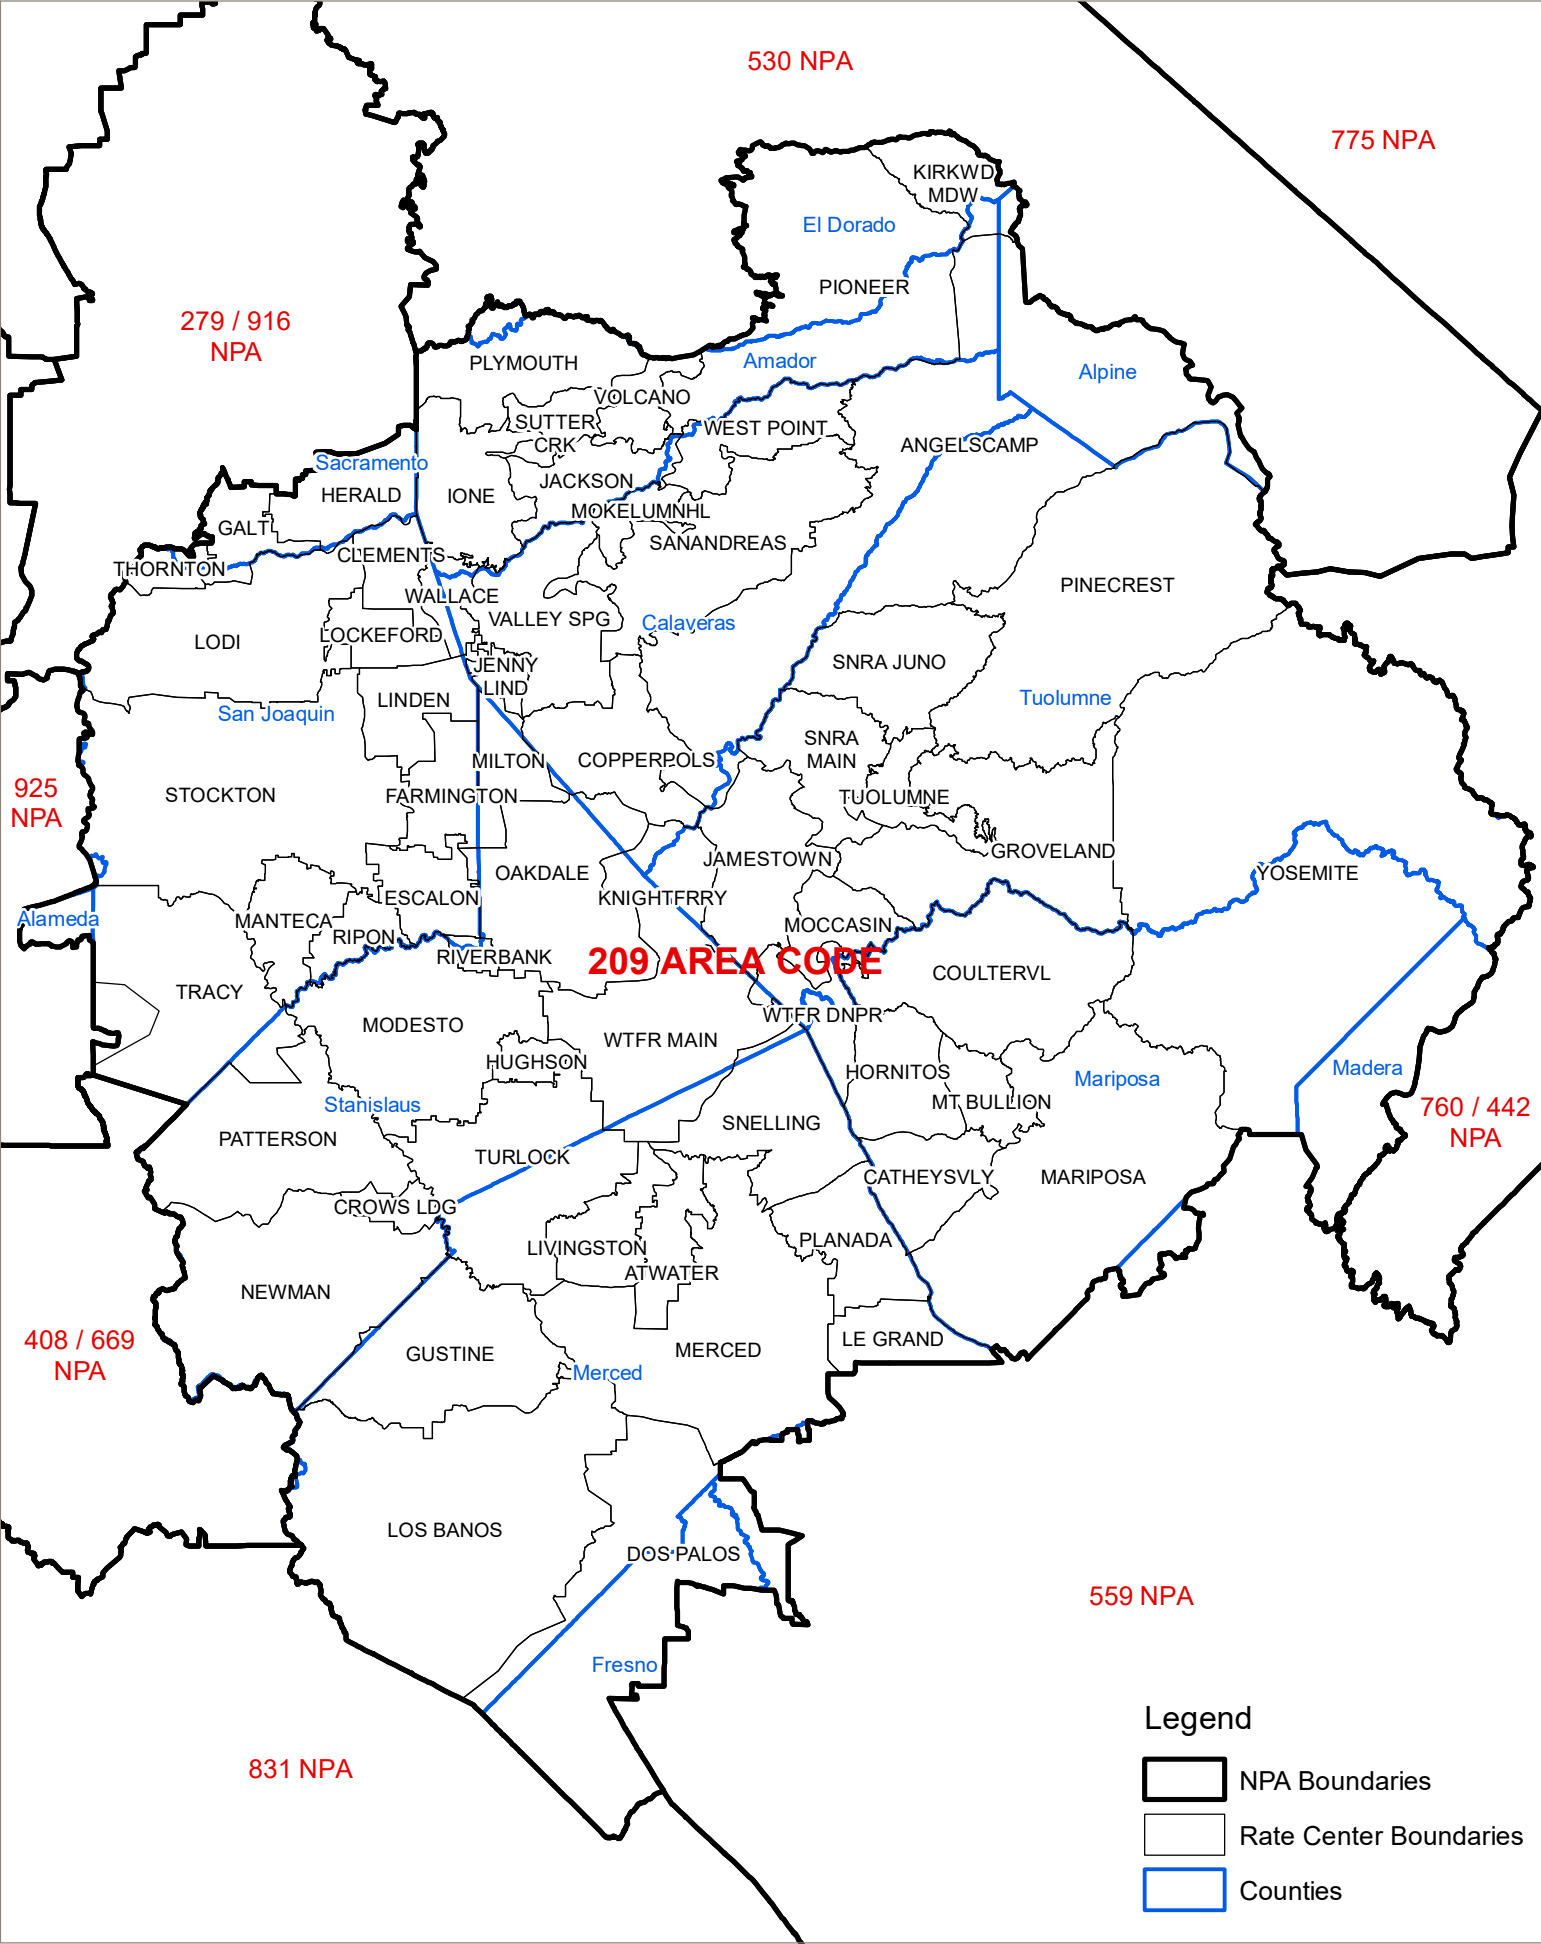 530 NPA
775 NPA
KIRKWD
MDW
El Dorado
PIONEER
279 / 916
NPA
PLYMOUTH
Amador
Alpine
VOLCANO
SUTTER
CRK
WEST POINT
ANGELSCAMP
Sacramento
HERALD
IONE
JACKSON
MOKELUMNHL
GALT
SANANDREAS
CLEMENTS
THORNTON
PINECREST
WALLACE
VALLEY SPG
Calaveras
LODI
LOCKEFORD
JENNY
LIND
SNRA JUNO
LINDEN
Tuolumne
San Joaquin
SNRA
MAIN
MILTON
COPPERPOLS
925
NPA
STOCKTON
FARMINGTON
TUOLUMNE
GROVELAND
JAMESTOWN
OAKDALE
YOSEMITE
ESCALON
KNIGHTFRRY
Alameda
MANTECA
RIPON
MOCCASIN
RIVERBANK
209 AREA CODE
COULTERVL
TRACY
MODESTO
WTFR DNPR
WTFR MAIN
HUGHSON
HORNITOS
Madera
Mariposa
Stanislaus
MT BULLION
760 / 442
NPA
PATTERSON
SNELLING
TURLOCK
CATHEYSVLY
MARIPOSA
CROWS LDG
PLANADA
LIVINGSTON
ATWATER
NEWMAN
408 / 669
NPA
GUSTINE
MERCED
LE GRAND
Merced
LOS BANOS
DOS PALOS
559 NPA
Fresno
831 NPA
Legend
NPA Boundaries
Rate Center Boundaries
Counties